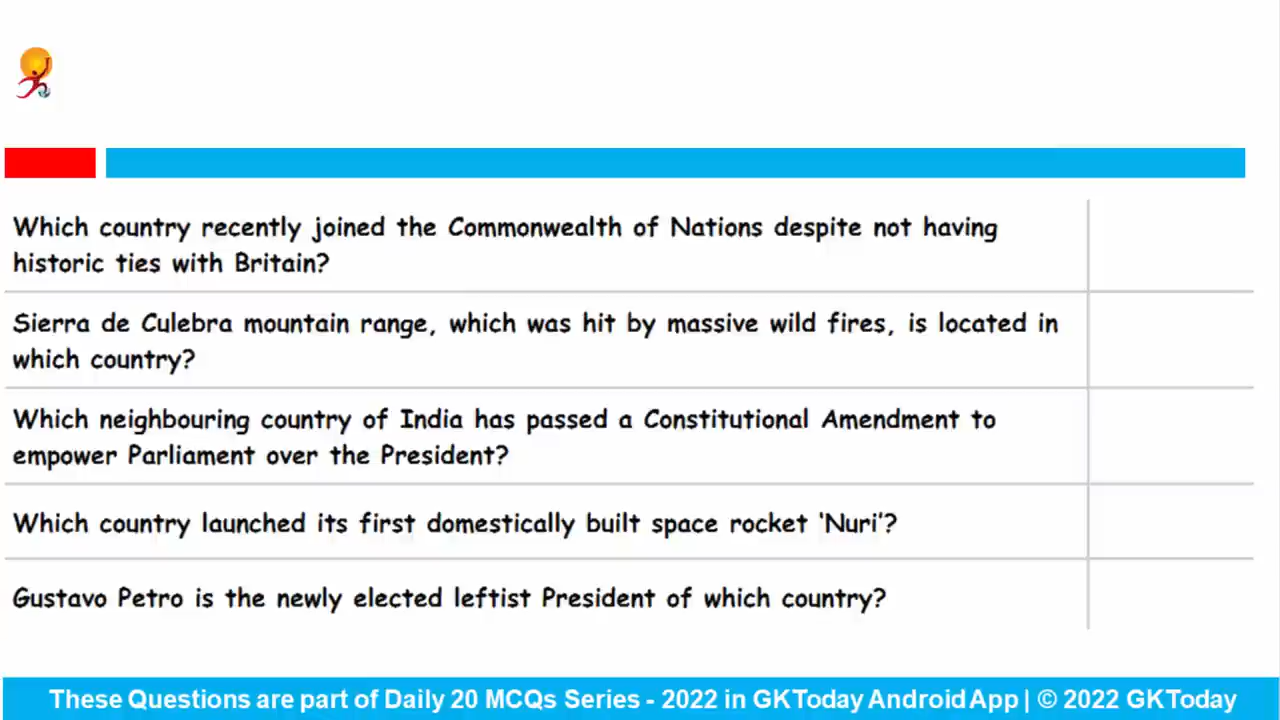 Which country recently joined the Commonwealth of Nations despite not having
historic ties with Britain?
Sierra de Culebra mountain range, which was hit by massive wild fires, is located in
which country?
Which neighbouring country of India has passed a Constitutional Amendment to
empower Parliament over the President?
Which country launched its first domestically built space rocket ‘Nuri’?
Gustavo Petro is the newly elected leftist President of which country?
These Questions are part of Daily 20 MCQs Series - 2022 in GKToday Android App | © 2022 GKToday